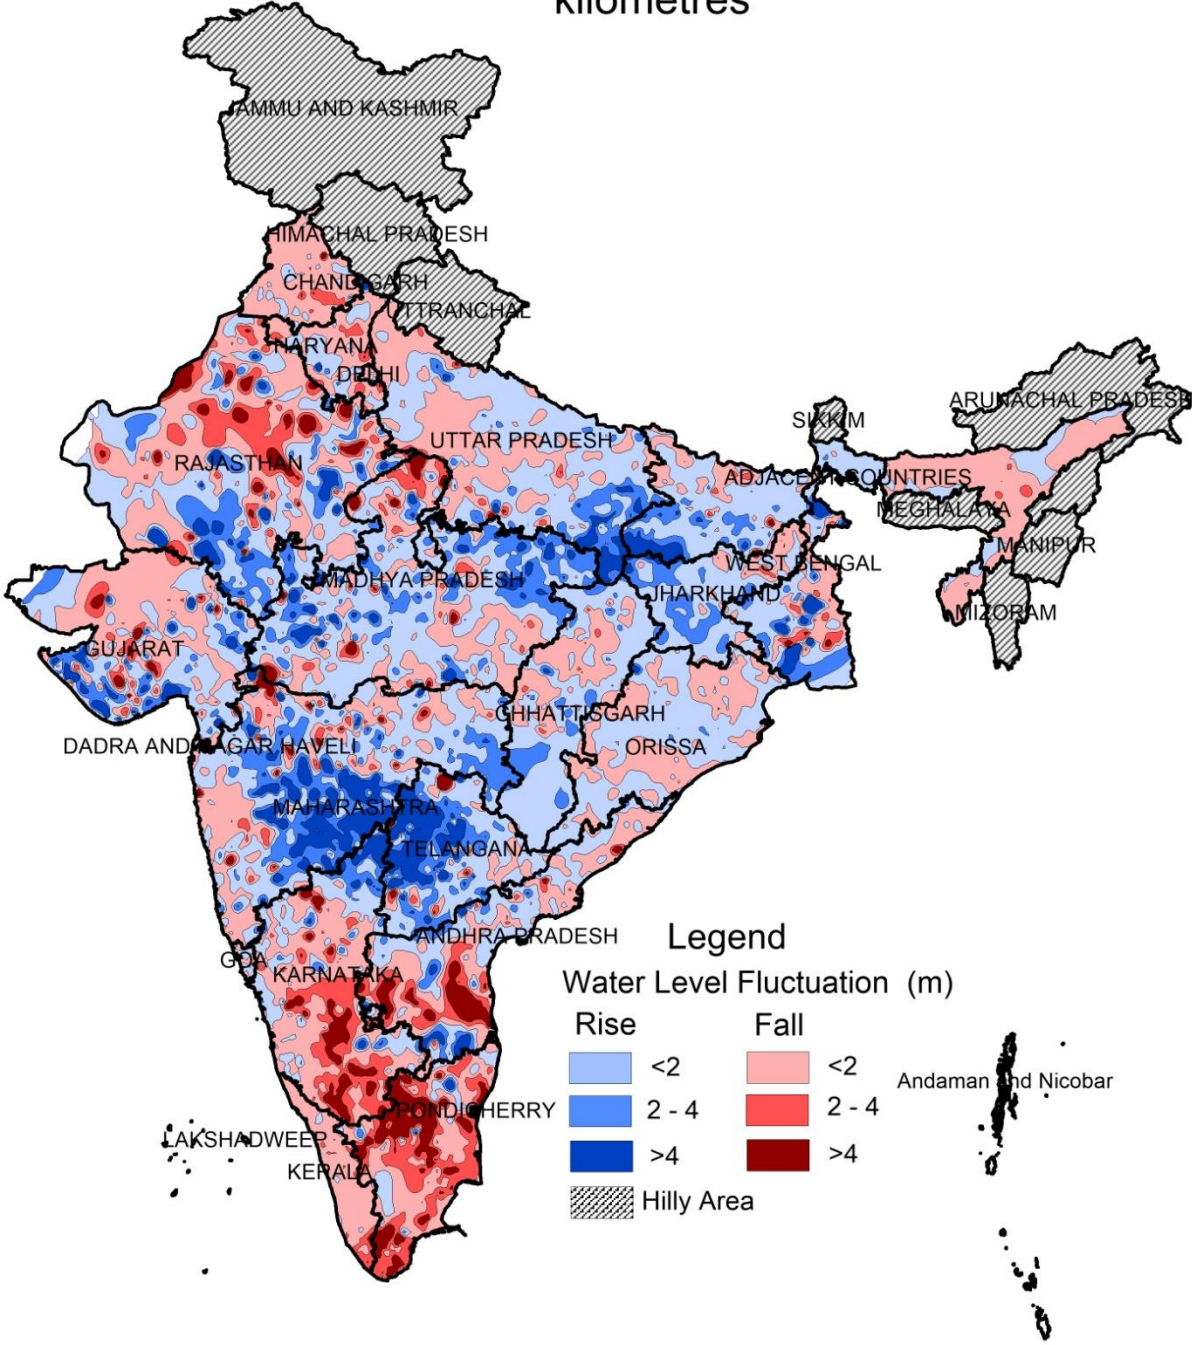 kilometres
JAMMU AND KASHMIR
HIMACHAL PRADESH
CHANDIGARH
UTTRANCHAL
HARYANA
DELHI
ARUNACHAL PRADESH
SIKKIM
UTTAR PRADESH
RAJASTHAN
ADJACENT COUNTRIES
MEGHALAYA
MANIPUR
WEST BENGAL
MADHYA PRADESH
JHARKHAND
MIZORAM
GUJARAT
CHHATTISGARH
DADRA AND NAGAR HAVELI
ORISSA
MAHARASHTRA
TELANGANA
ANDHRA PRADESH
GOA
KARNATAKA
Legend
Water Level Fluctuation (m)
Rise Fall
<2 <2
2 - 4 2 - 4
>4 >4
Hilly Area
Andaman and Nicobar
PONDICHERRY
LAKSHADWEEP
KERALA